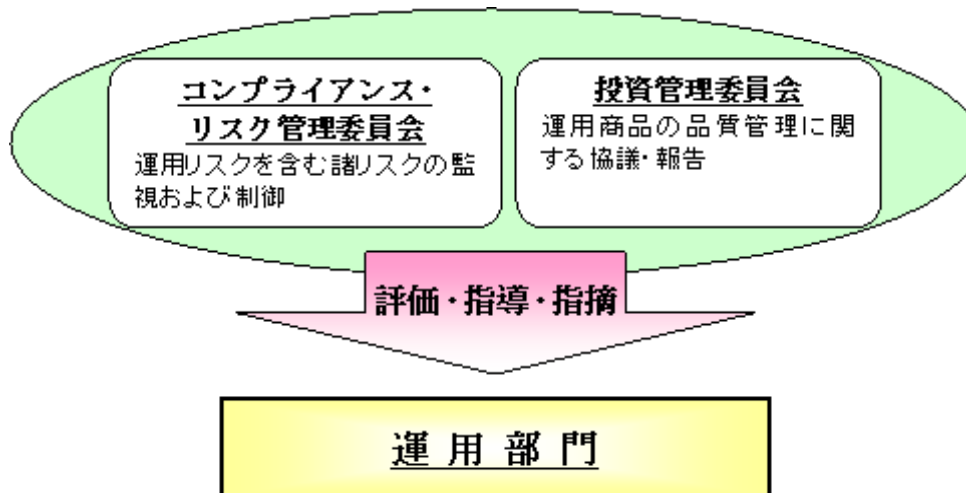 コンプライアンス・
リスク管理委員会
運用リスクを含む諸リスクの監
視および制御
投資管理委員会
運用商品の品質管理に関
する協議・報告
評価・指導・指摘
運用部門